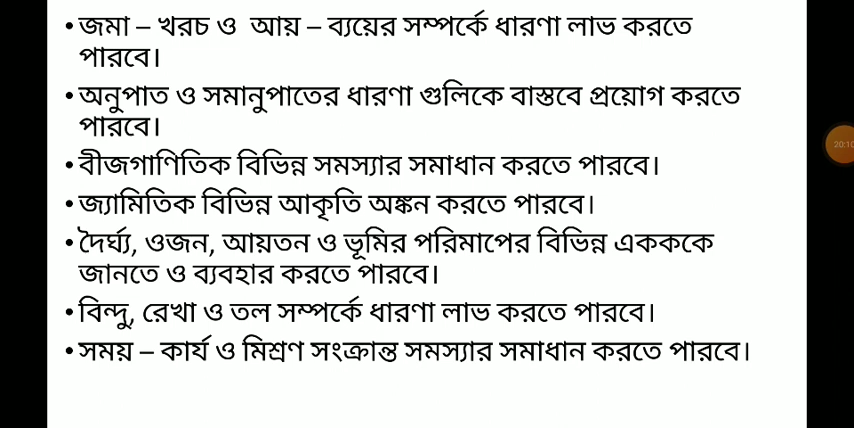 • জমা – খরচ ও আয় – ব্যয়ের সম্পর্কে ধারণা লাভ করতে
পারবে।
• অনুপাত ও সমানুপাতের ধারণা গুলিকে বাস্তবে প্রয়োগ করতে
পারবে।
• বীজগাণিতিক বিভিন্ন সমস্যার সমাধান করতে পারবে।
• জ্যামিতিক বিভিন্ন আকৃতি অঙ্কন করতে পারবে।
• দৈর্ঘ্য, ওজন, আয়তন ও ভূমির পরিমাপের বিভিন্ন একককে
জানতে ও ব্যবহার করতে পারবে।
• বিন্দু, রেখা ও তল সম্পর্কে ধারণা লাভ করতে পারবে।
• সময় – কার্য ও মিশ্রণ সংক্রান্ত সমস্যার সমাধান করতে পারবে।
20:10